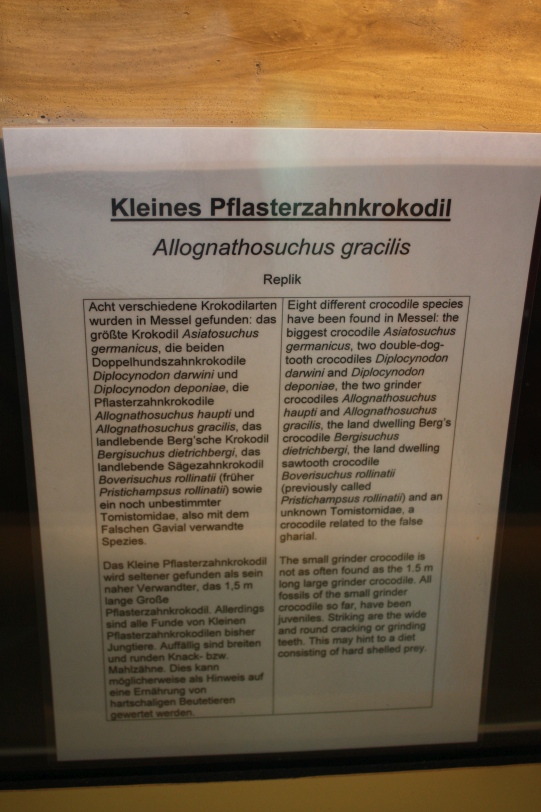 Kleines Pflasterzahnkrokodil
Allognathosuchus gracilis
Replik
Acht verschiedene Krokodilarten
wurden in Messel gefunden: das
größte Krokodil Asiatosuchus
germanicus, die beiden
Doppelhundszahnkrokodile
Diplocynodon darwini und
Diplocynodon deponiae, die
Pflasterzahnkrokodile
Allognathosuchus haupti und
Allognathosuchus gracilis, das
landlebende Berg'sche Krokodil
Bergisuchus dietrichbergi, das
landlebende Sägezahnkrokodil
Boverisuchus rollinatii (früher
Pristichampsus rollinatii) sowie
ein noch unbestimmter
Tomistomidae, also mit dem
Falschen Gavial verwandte
Spezies.
Das Kleine Pflasterzahnkrokodil
wird seltener gefunden als sein
naher Verwandter, das 1,5 m
lange Große
Pflasterzahnkrokodil. Allerdings
sind alle Funde von Kleinen
Pflasterzahnkrokodilen bisher
Jungtiere. Auffällig sind breiten
und runden Knack- bzw.
Mahlzähne. Dies kann
möglicherweise als Hinweis auf
eine Ernährung von
hartschaligen Beutetieren
gewertet werden.
Eight different crocodile species
have been found in Messel: the
biggest crocodile Asiatosuchus
germanicus, two double-dog-
tooth crocodiles Diplocynodon
darwini and Diplocynodon
deponiae, the two grinder
crocodiles Allognathosuchus
haupti and Allognathosuchus
gracilis, the land dwelling Berg's
crocodile Bergisuchus
dietrichbergi, the land dwelling
sawtooth crocodile
Boverisuchus rollinatii
(previously called
Pristichampsus rollinatii) and an
unknown Tomistomidae, a
crocodile related to the false
gharial.
The small grinder crocodile is
not as often found as the 1.5 m
long large grinder crocodile. All
fossils of the small grinder
crocodile so far, have been
juveniles. Striking are the wide
and round cracking or grinding
teeth. This may hint to a diet
consisting of hard shelled prey.